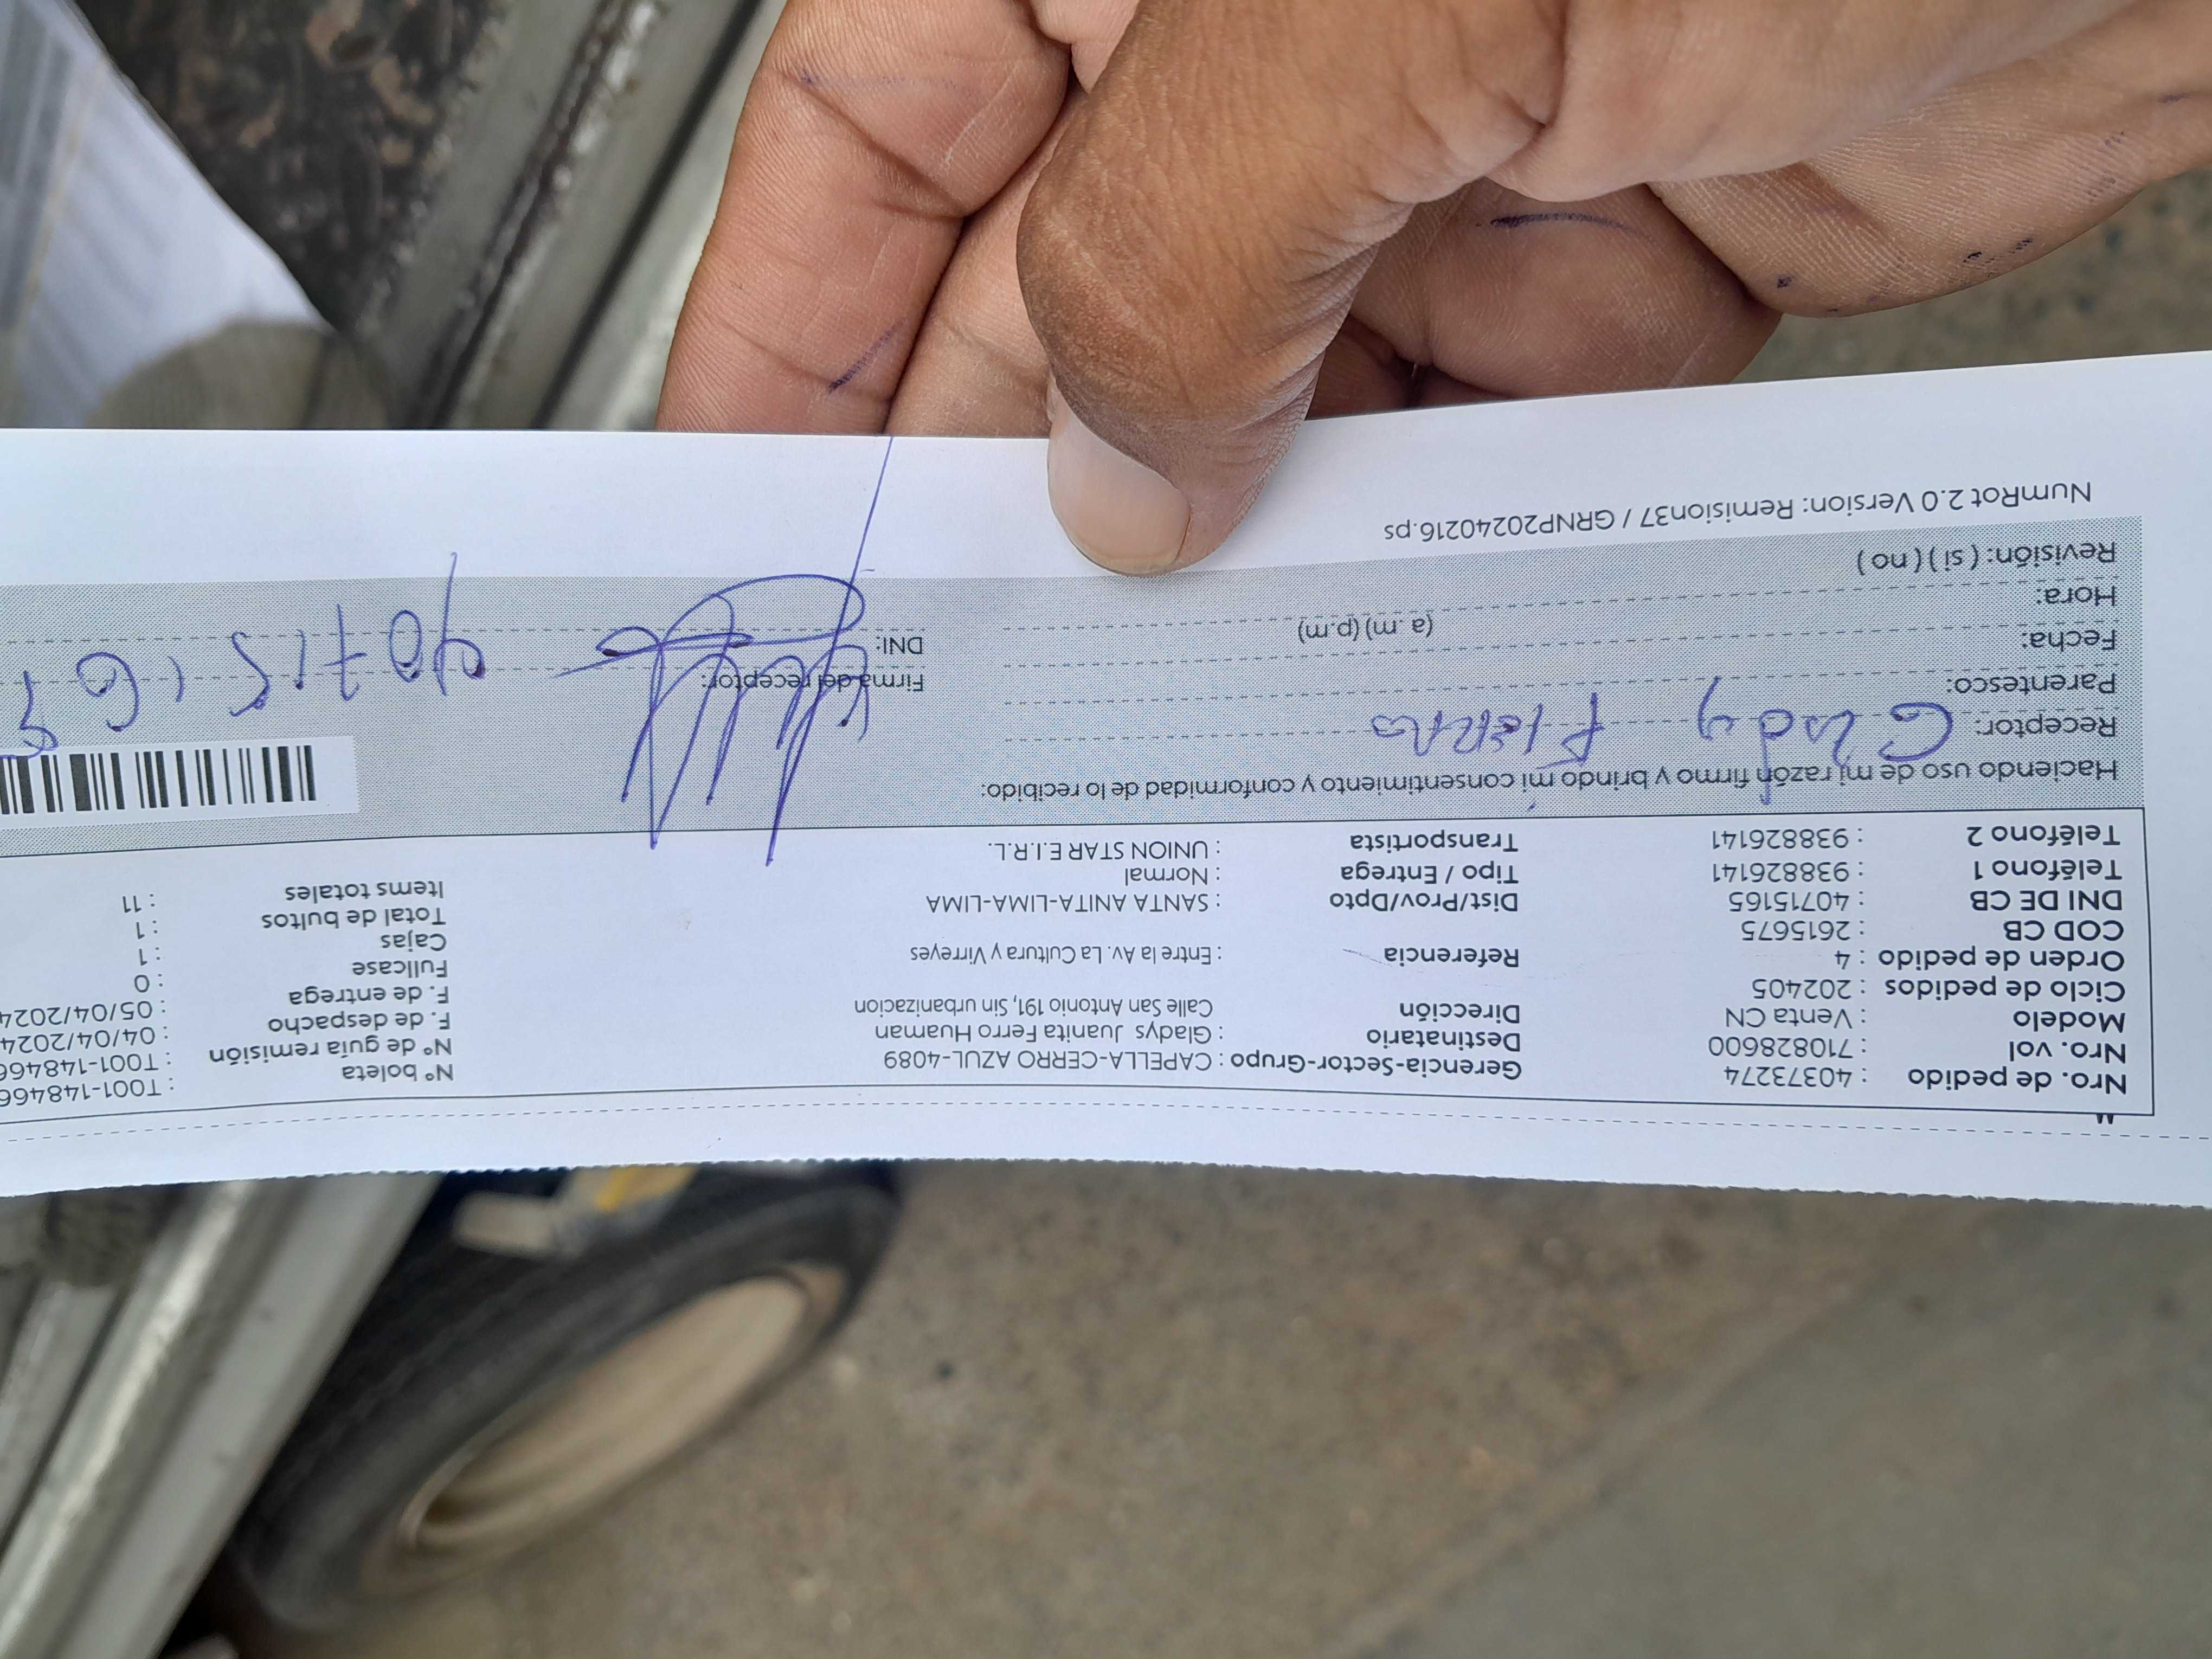 "
Nro. de pedido : 40373274 Gerencia-Sector-Grupo : CAPELLA-CERRO AZUL-4089 Nº boleta : T001-148466
Nro. vol : 710828600 Destinatario : Gladys Juanita Ferro Huaman Nº de guía remisión : T001-148466
Modelo : Venta CN Dirección Calle San Antonio 191, Sin urbanizacion F. de despacho : 04/04/2024
Ciclo de pedidos : 202405 F. de entrega : 05/04/2024
Orden de pedido : 4 Referencia : Entre la Av. La Cultura y Virreyes Fullcase : 0
COD CB : 2615675 Cajas : 1
DNI DE CB : 40715165 Dist/Prov/Dpto : SANTA ANITA-LIMA-LIMA Total de bultos : 1
Teléfono 1 : 938826141 Tipo / Entrega : Normal Items totales : 11
Teléfono 2 : 938826141 Transportista : UNION STAR E.I.R.L.
Haciendo uso de mi razón firmo y brindo mi consentimiento y conformidad de lo recibido:
Receptor:
Parentesco: Firma del receptor:
Fecha: DNI: 40715165
Hora: (a .m) (p.m)
Revisión: ( si ) ( no )
NumRot 2.0 Version: Remision37 / GRNP20240216.ps